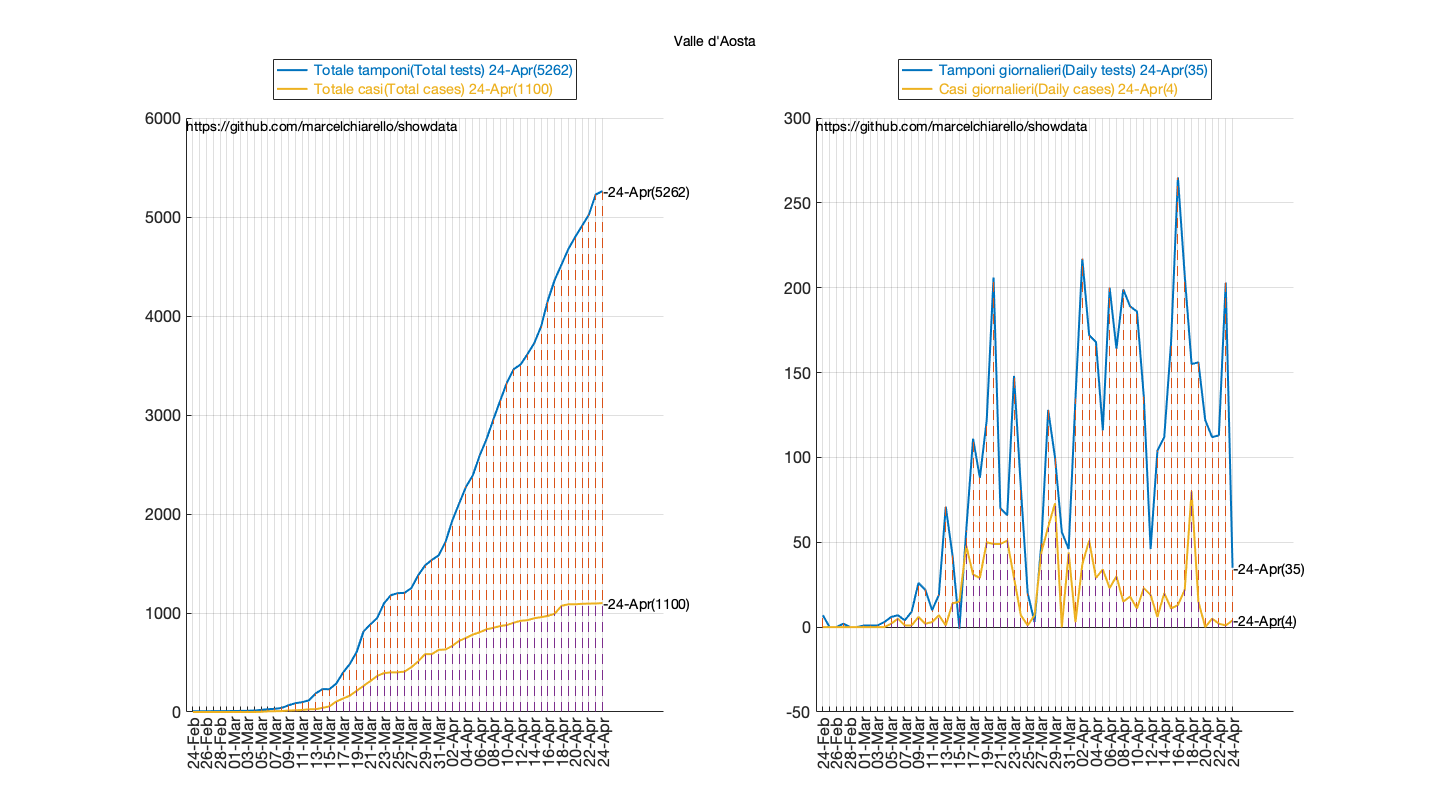 Valle d'Aosta
Totale tamponi(Total tests) 24-Apr(5262)
Totale casi(Total cases) 24-Apr(1100)
https://github.com/marcelchiarello/showdata
6000
5000
4000
3000
2000
1000
0
-24-Apr(5262)
-24-Apr(1100)
24-Feb
26-Feb
28-Feb
01-Mar
03-Mar
05-Mar
07-Mar
09-Mar
11-Mar
13-Mar
15-Mar
17-Mar
19-Mar
21-Mar
23-Mar
25-Mar
27-Mar
29-Mar
31-Mar
02-Apr
04-Apr
06-Apr
08-Apr
10-Apr
12-Apr
14-Apr
16-Apr
18-Apr
20-Apr
22-Apr
24-Apr
Tamponi giornalieri(Daily tests) 24-Apr(35)
Casi giornalieri(Daily cases) 24-Apr(4)
https://github.com/marcelchiarello/showdata
300
250
200
150
100
50
0
-50
-24-Apr(35)
-24-Apr(4)
24-Feb
26-Feb
28-Feb
01-Mar
03-Mar
05-Mar
07-Mar
09-Mar
11-Mar
13-Mar
15-Mar
17-Mar
19-Mar
21-Mar
23-Mar
25-Mar
27-Mar
29-Mar
31-Mar
02-Apr
04-Apr
06-Apr
08-Apr
10-Apr
12-Apr
14-Apr
16-Apr
18-Apr
20-Apr
22-Apr
24-Apr